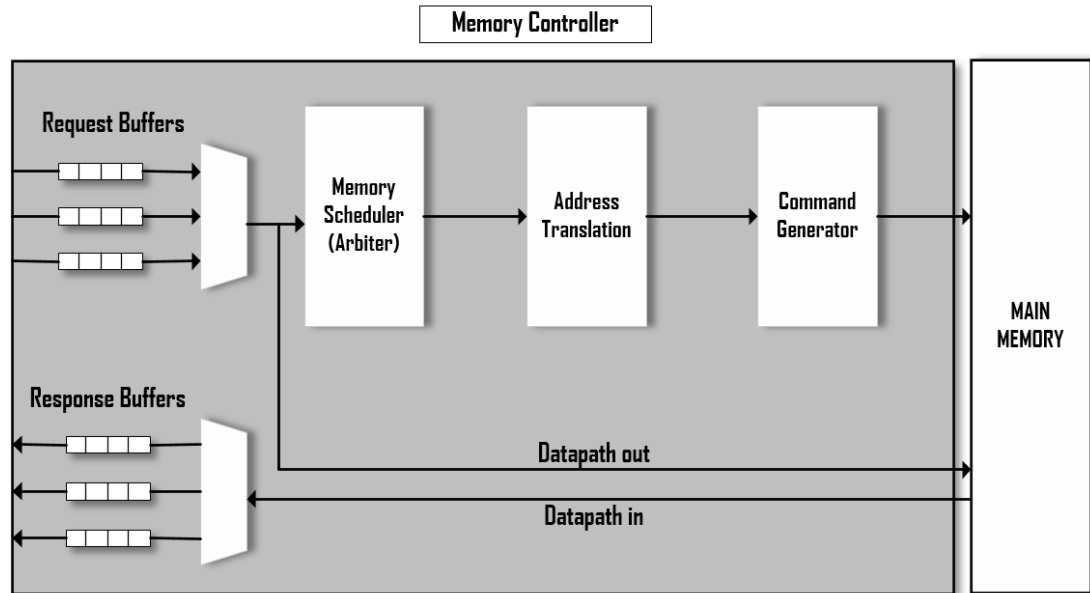 Memory Controller
Request Buffers
Memory
Scheduler
(Arbiter)
Address
Translation
Command
Generator
MAIN
MEMORY
Response Buffers
Datapath out
Datapath in